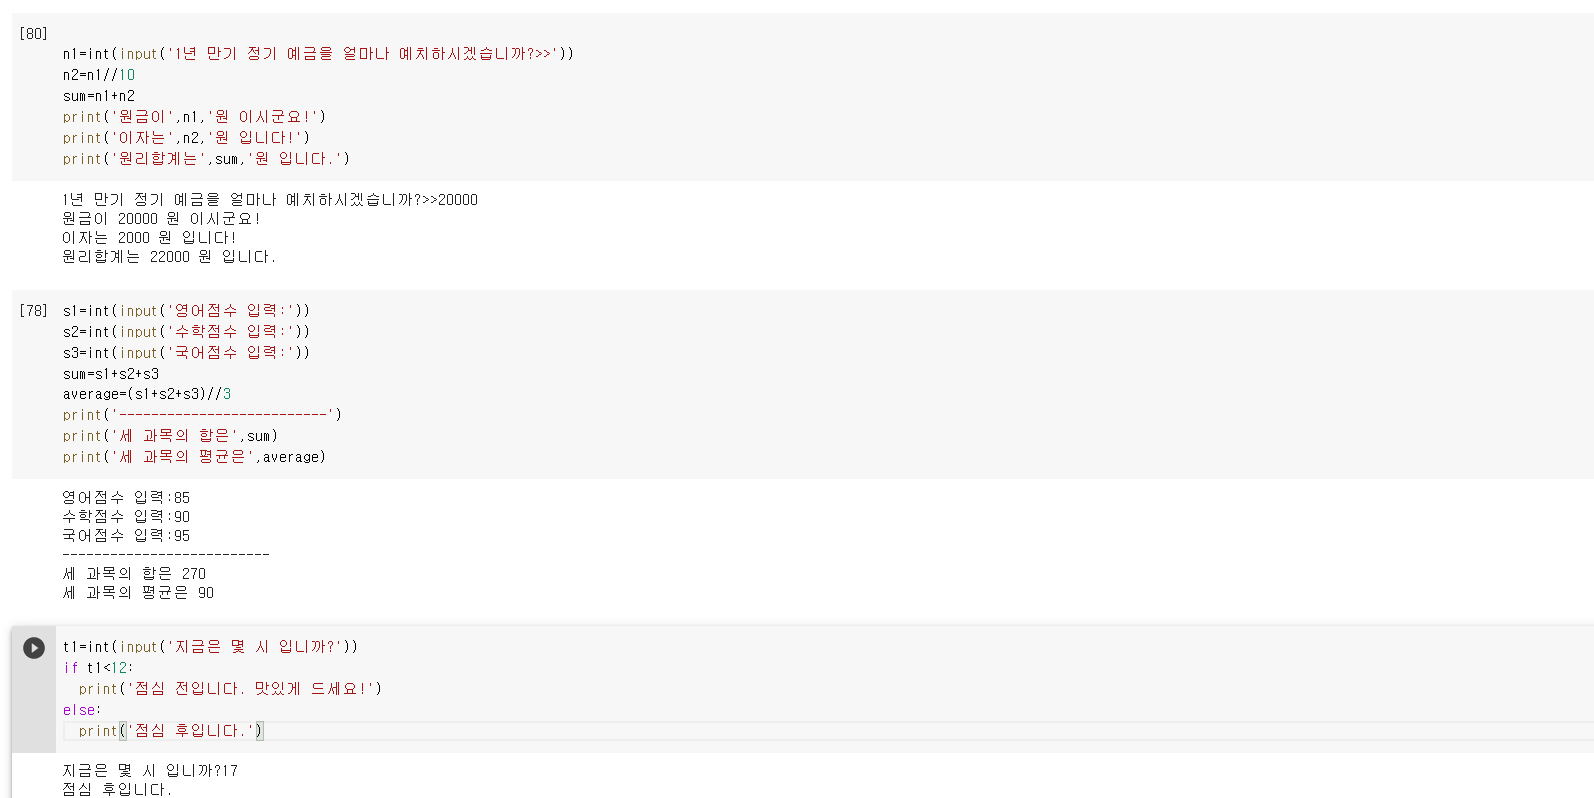 [80]
n1=int(input('1년 만기 정기 예금을 얼마나 예치하시겠습니까?>>'))
n2=n1//10
sum=n1+n2
print('원금이',n1,'원 이시군요!')
print('이자는',n2,'원 입니다!')
print('원리합계는',sum,'원 입니다.')
1년 만기 정기 예금을 얼마나 예치하시겠습니까?>>20000
원금이 20000 원 이시군요!
이자는 2000 원 입니다!
원리합계는 22000 원 입니다.
[78] s1=int(input('영어점수 입력:'))
s2=int(input('수학점수 입력:'))
s3=int(input('국어점수 입력:'))
sum=s1+s2+s3
average=(s1+s2+s3)//3
print('--------------------------')
print('세 과목의 합은',sum)
print('세 과목의 평균은',average)
영어점수 입력:85
수학점수 입력:90
국어점수 입력:95
--------------------------
세 과목의 합은 270
세 과목의 평균은 90
t1=int(input('지금은 몇 시 입니까?'))
if t1<12:
  print('점심 전입니다. 맛있게 드세요!')
else:
  print('점심 후입니다.')
지금은 몇 시 입니까?17
점심 후입니다.